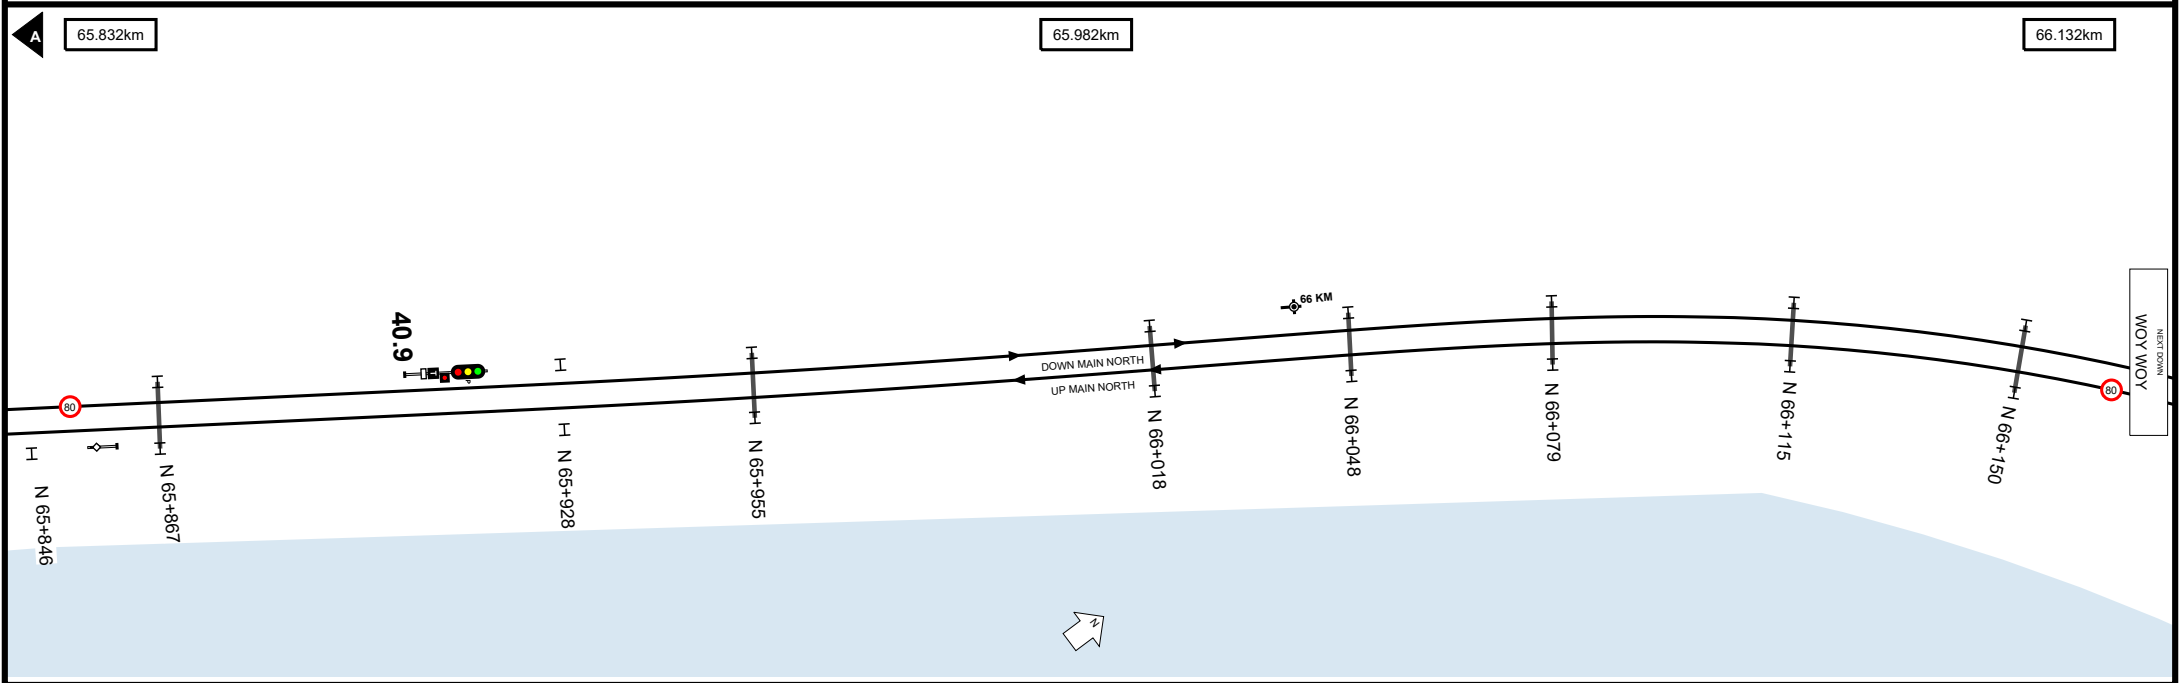 A
65.832km
65.982km
66.132km
40.9
66 KM
80
DOWN MAIN NORTH
UP MAIN NORTH
80
NEXT DOWN
WOY WOY
N 65+846
N 65+867
N 65+928
N 65+955
N 66+018
N 66+048
N 66+079
N 66+115
N 66+150
N